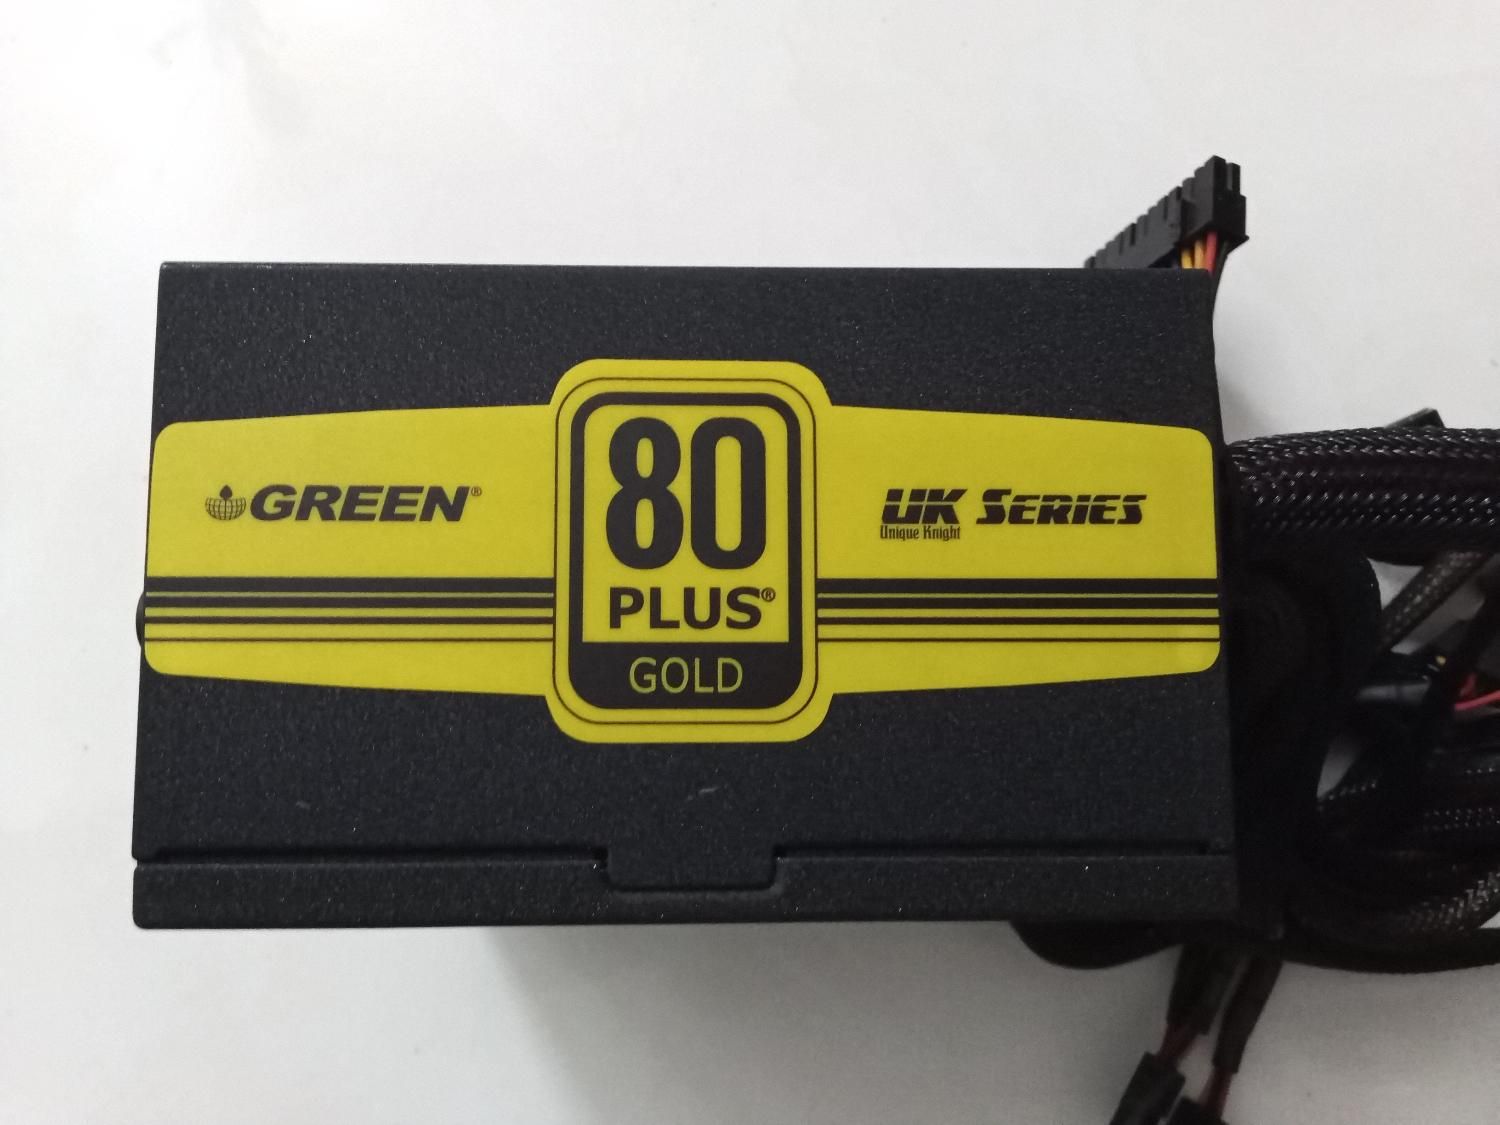 GREEN®
80
PLUS®
GOLD
UK SERIES
Unique Knight